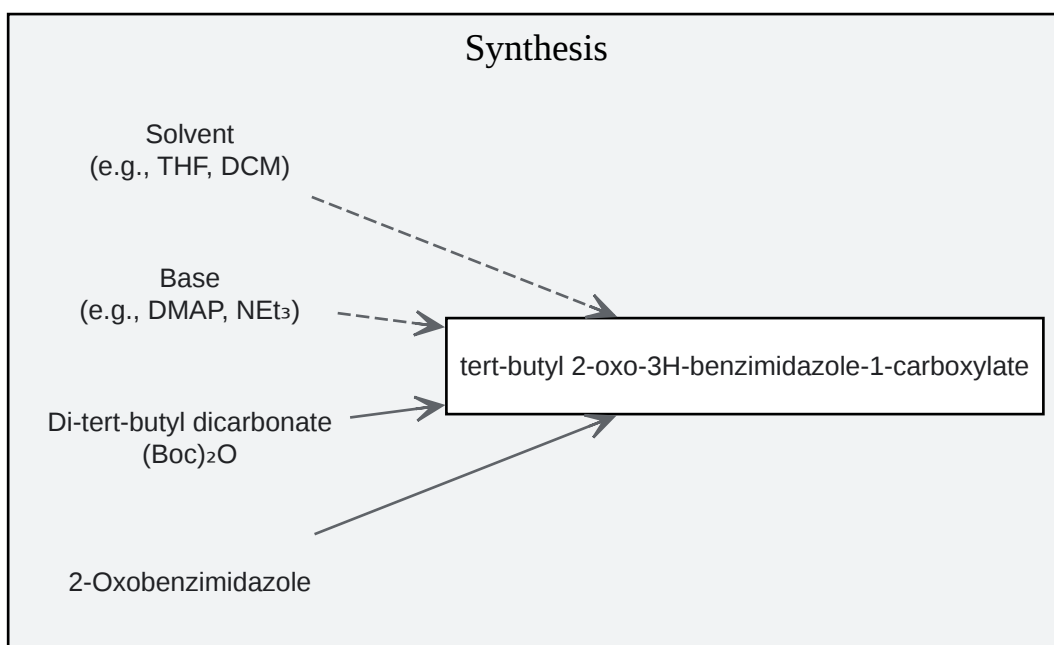 Synthesis
Solvent
(e.g., THF, DCM)
Base
(e.g., DMAP, NEt₃)
tert-butyl 2-oxo-3H-benzimidazole-1-carboxylate
Di-tert-butyl dicarbonate
(Boc)₂O
2-Oxobenzimidazole